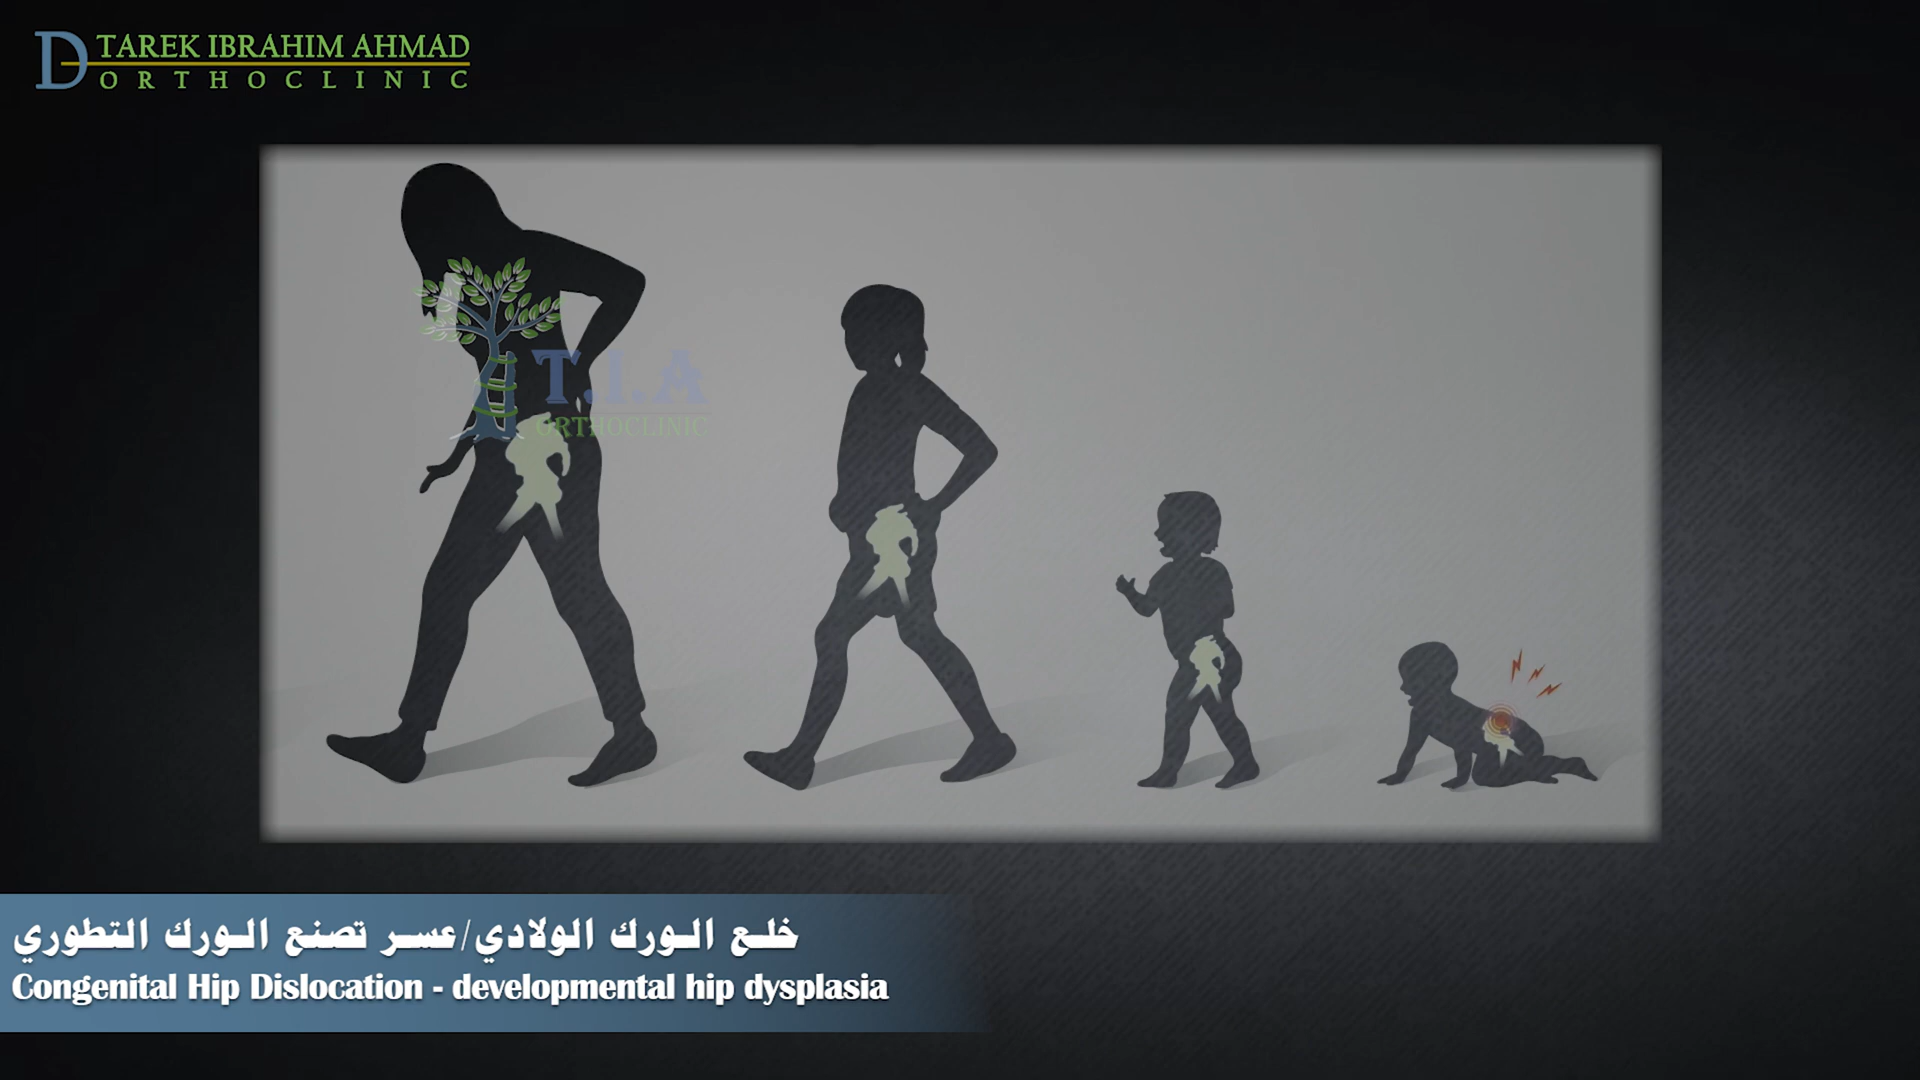 D TAREK IBRAHIM AHMAD
ORTHOCLINIC
T.I.A
ORTHOCLINIC
خلع الورك الولادي/عسر تصنع الورك التطوري
Congenital Hip Dislocation - developmental hip dysplasia